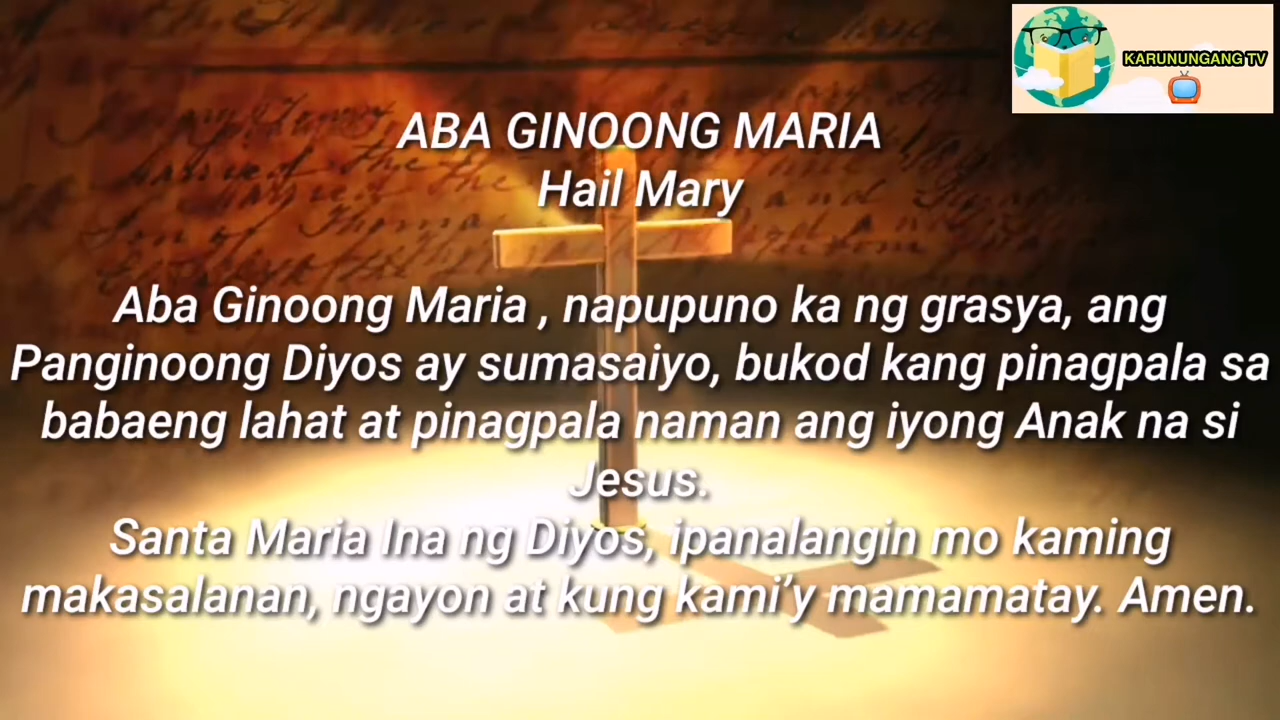 KARUNUNGANG TV
ABA GINOONG MARIA
Hail Mary
Aba Ginoong Maria , napupuno ka ng grasya, ang
Panginoong Diyos ay sumasaiyo, bukod kang pinagpala sa
babaeng lahat at pinagpala naman ang iyong Anak na si
Jesus.
Santa Maria Ina ng Diyos, ipanalangin mo kaming
makasalanan, ngayon at kung kami’y mamamatay. Amen.